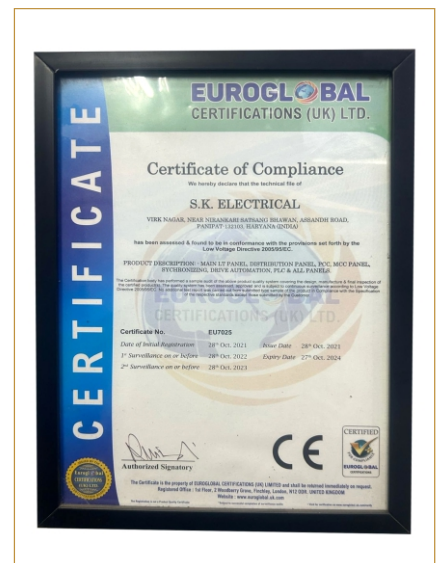 EUROGLOBAL
CERTIFICATIONS (UK) LTD.
CERTIFICATE
Certificate of Compliance
We hereby declare that the technical file of
S.K. ELECTRICAL
VIRK NAGAR, NEAR NIRANKARI SATSANG BHAWAN, ASSANDH ROAD,
PANIPAT 132103, HARYANA (INDIA)
has been assessed & found to be in conformance with the provisions set forth by the
Low Voltage Directive 2005/95/EC.
PRODUCT DESCRIPTION - MAIN LT PANEL, DISTRIBUTION PANEL, PCC, MCC PANEL,
SYCHRONIZING, DRIVE AUTOMATION, PLC & ALL PANELS.
EUROGLOBAL
CERTIFICATIONS (UK) LTD.
Certificate No. EU7025
Date of Initial Registration 28th Oct. 2021 Issue Date 28th Oct. 2021
1st Surveillance on or before 28th Oct. 2022 Expiry Date 27th Oct. 2024
2nd Surveillance on or before 28th Oct. 2023
Authorized Signatory
CE
CERTIFIED
EUROGLOBAL
The Certificate is the property of EUROGLOBAL CERTIFICATIONS (UK) LIMITED and shall be returned immediately on request.
Registered Office : 1st Floor, 2 Woodberry Grove, Finchley, London, N12 0DR. UNITED KINGDOM
Website : www.euroglobal-uk.com